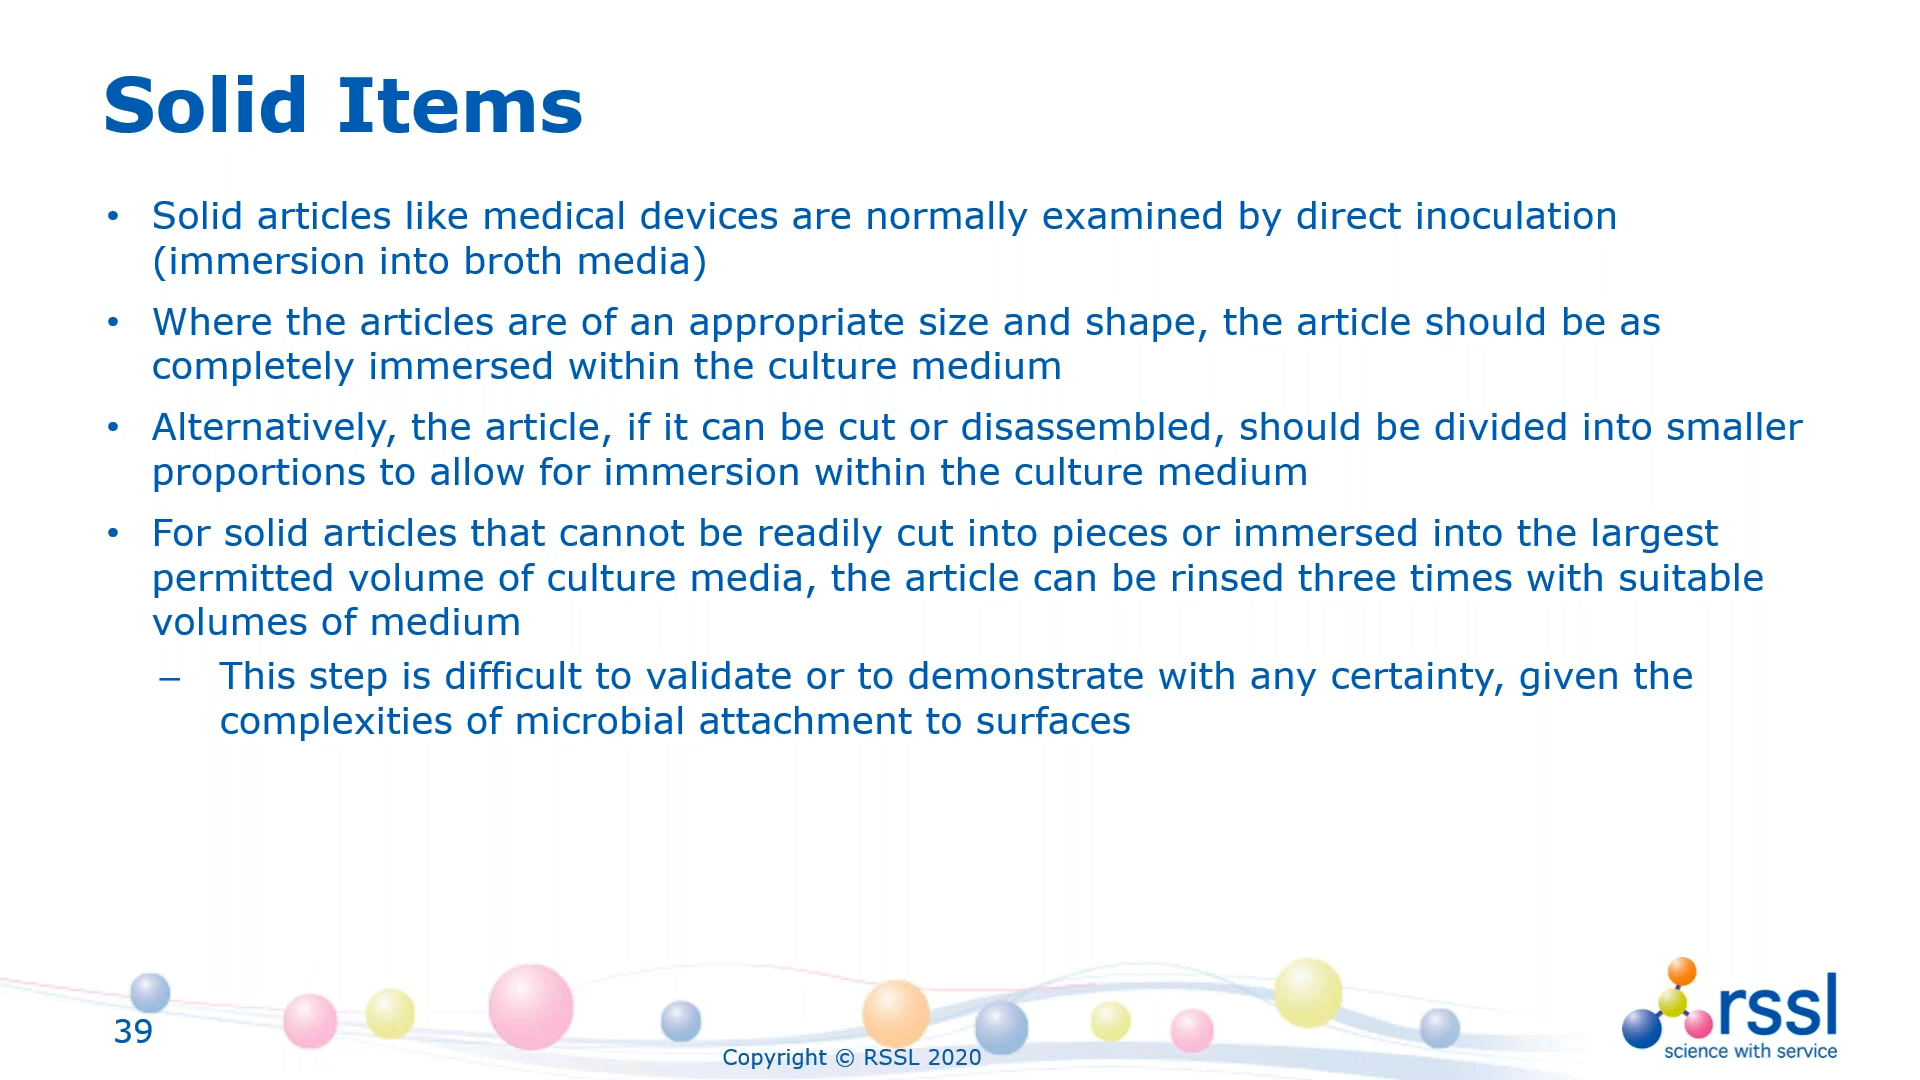 Solid Items
• Solid articles like medical devices are normally examined by direct inoculation
(immersion into broth media)
• Where the articles are of an appropriate size and shape, the article should be as
completely immersed within the culture medium
• Alternatively, the article, if it can be cut or disassembled, should be divided into smaller
proportions to allow for immersion within the culture medium
• For solid articles that cannot be readily cut into pieces or immersed into the largest
permitted volume of culture media, the article can be rinsed three times with suitable
volumes of medium
– This step is difficult to validate or to demonstrate with any certainty, given the
complexities of microbial attachment to surfaces
39
Copyright © RSSL 2020
rssl
science with service